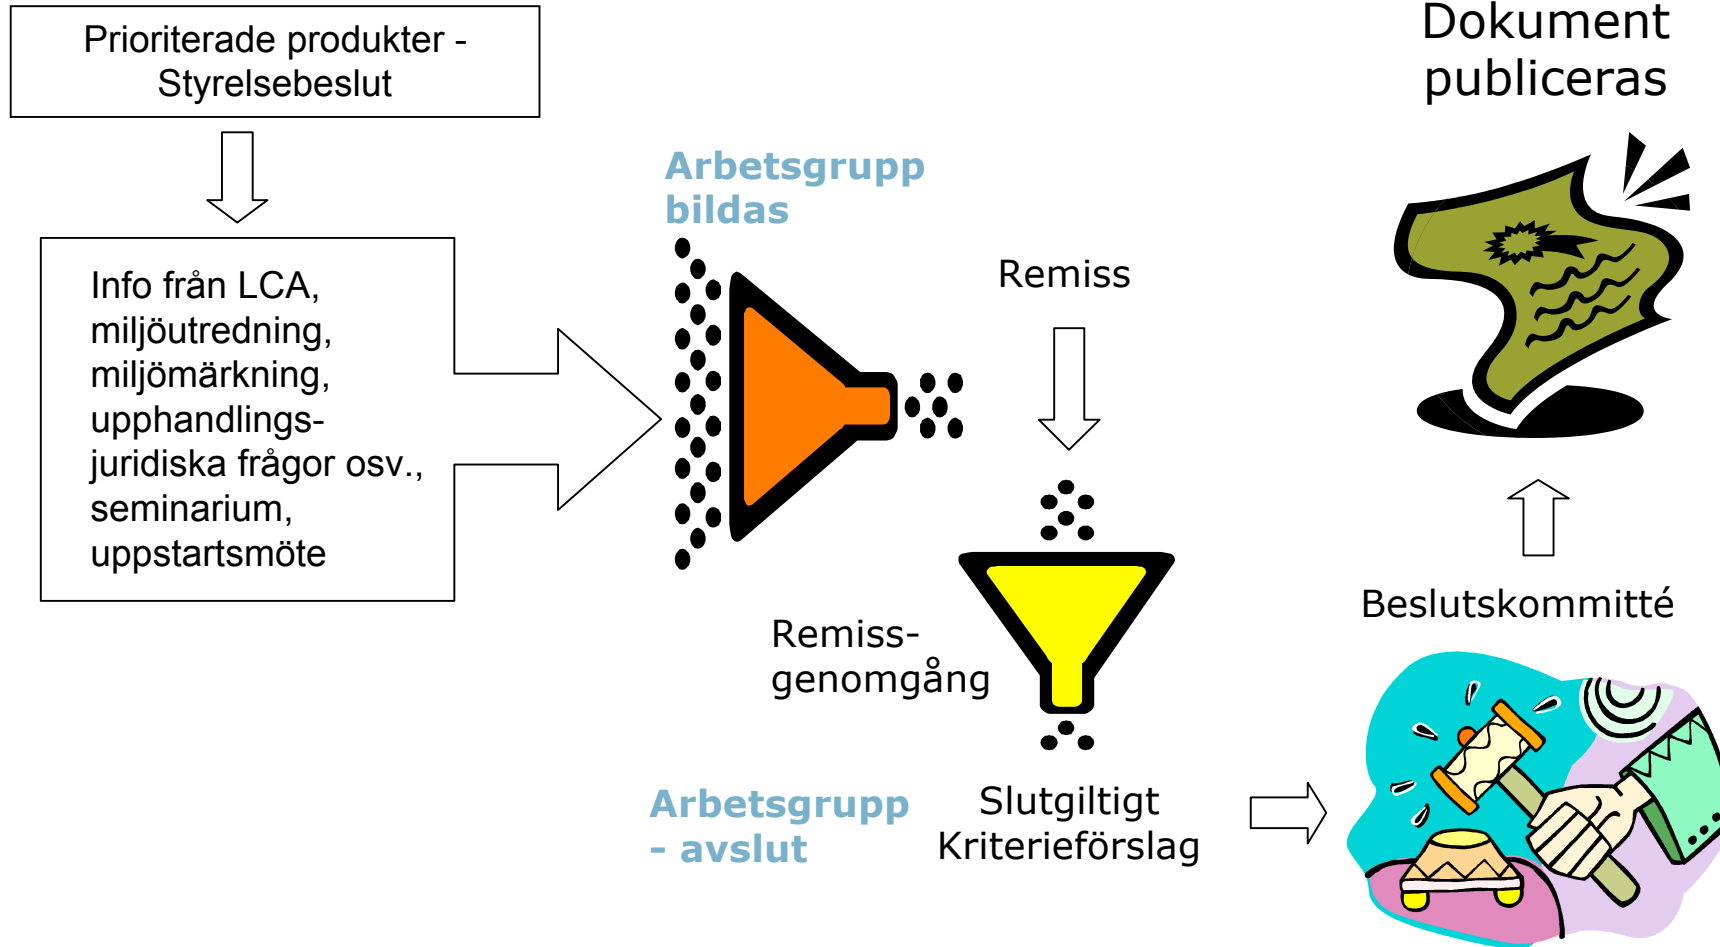 Prioriterade produkter -
Styrelsebeslut
Info från LCA,
miljöutredning,
miljömärkning,
upphandlings-
juridiska frågor osv.,
seminarium,
uppstartsmöte
Arbetsgrupp
bildas
Remiss
Remiss-
genomgång
Arbetsgrupp
- avslut
Slutgiltigt
Kriterieförslag
Beslutskommitté
Dokument
publiceras